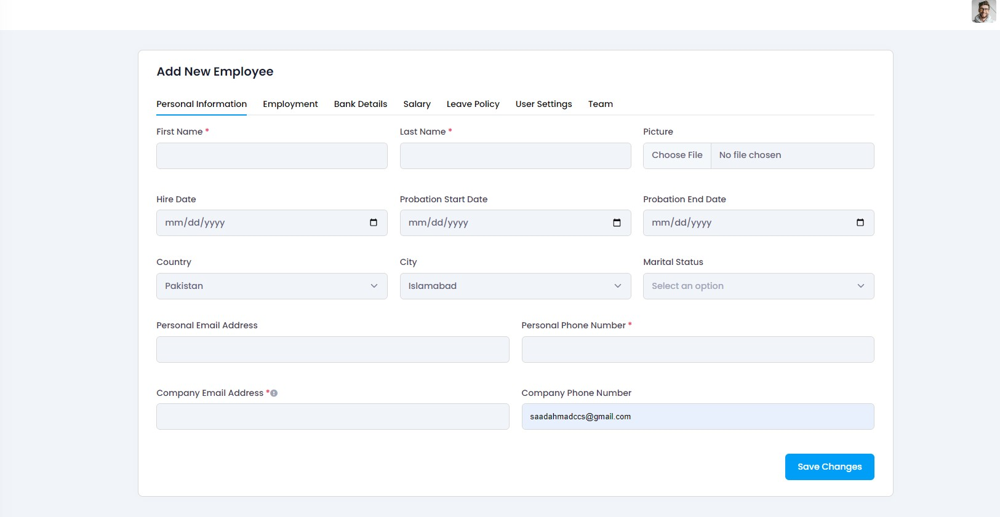 Add New Employee
Personal Information Employment Bank Details Salary Leave Policy User Settings Team
First Name * Last Name * Picture
Choose File No file chosen
Hire Date Probation Start Date Probation End Date
mm/dd/yyyy mm/dd/yyyy mm/dd/yyyy
Country City Marital Status
Pakistan Islamabad Select an option
Personal Email Address Personal Phone Number *
Company Email Address * Company Phone Number
saadahmadccs@gmail.com
Save Changes